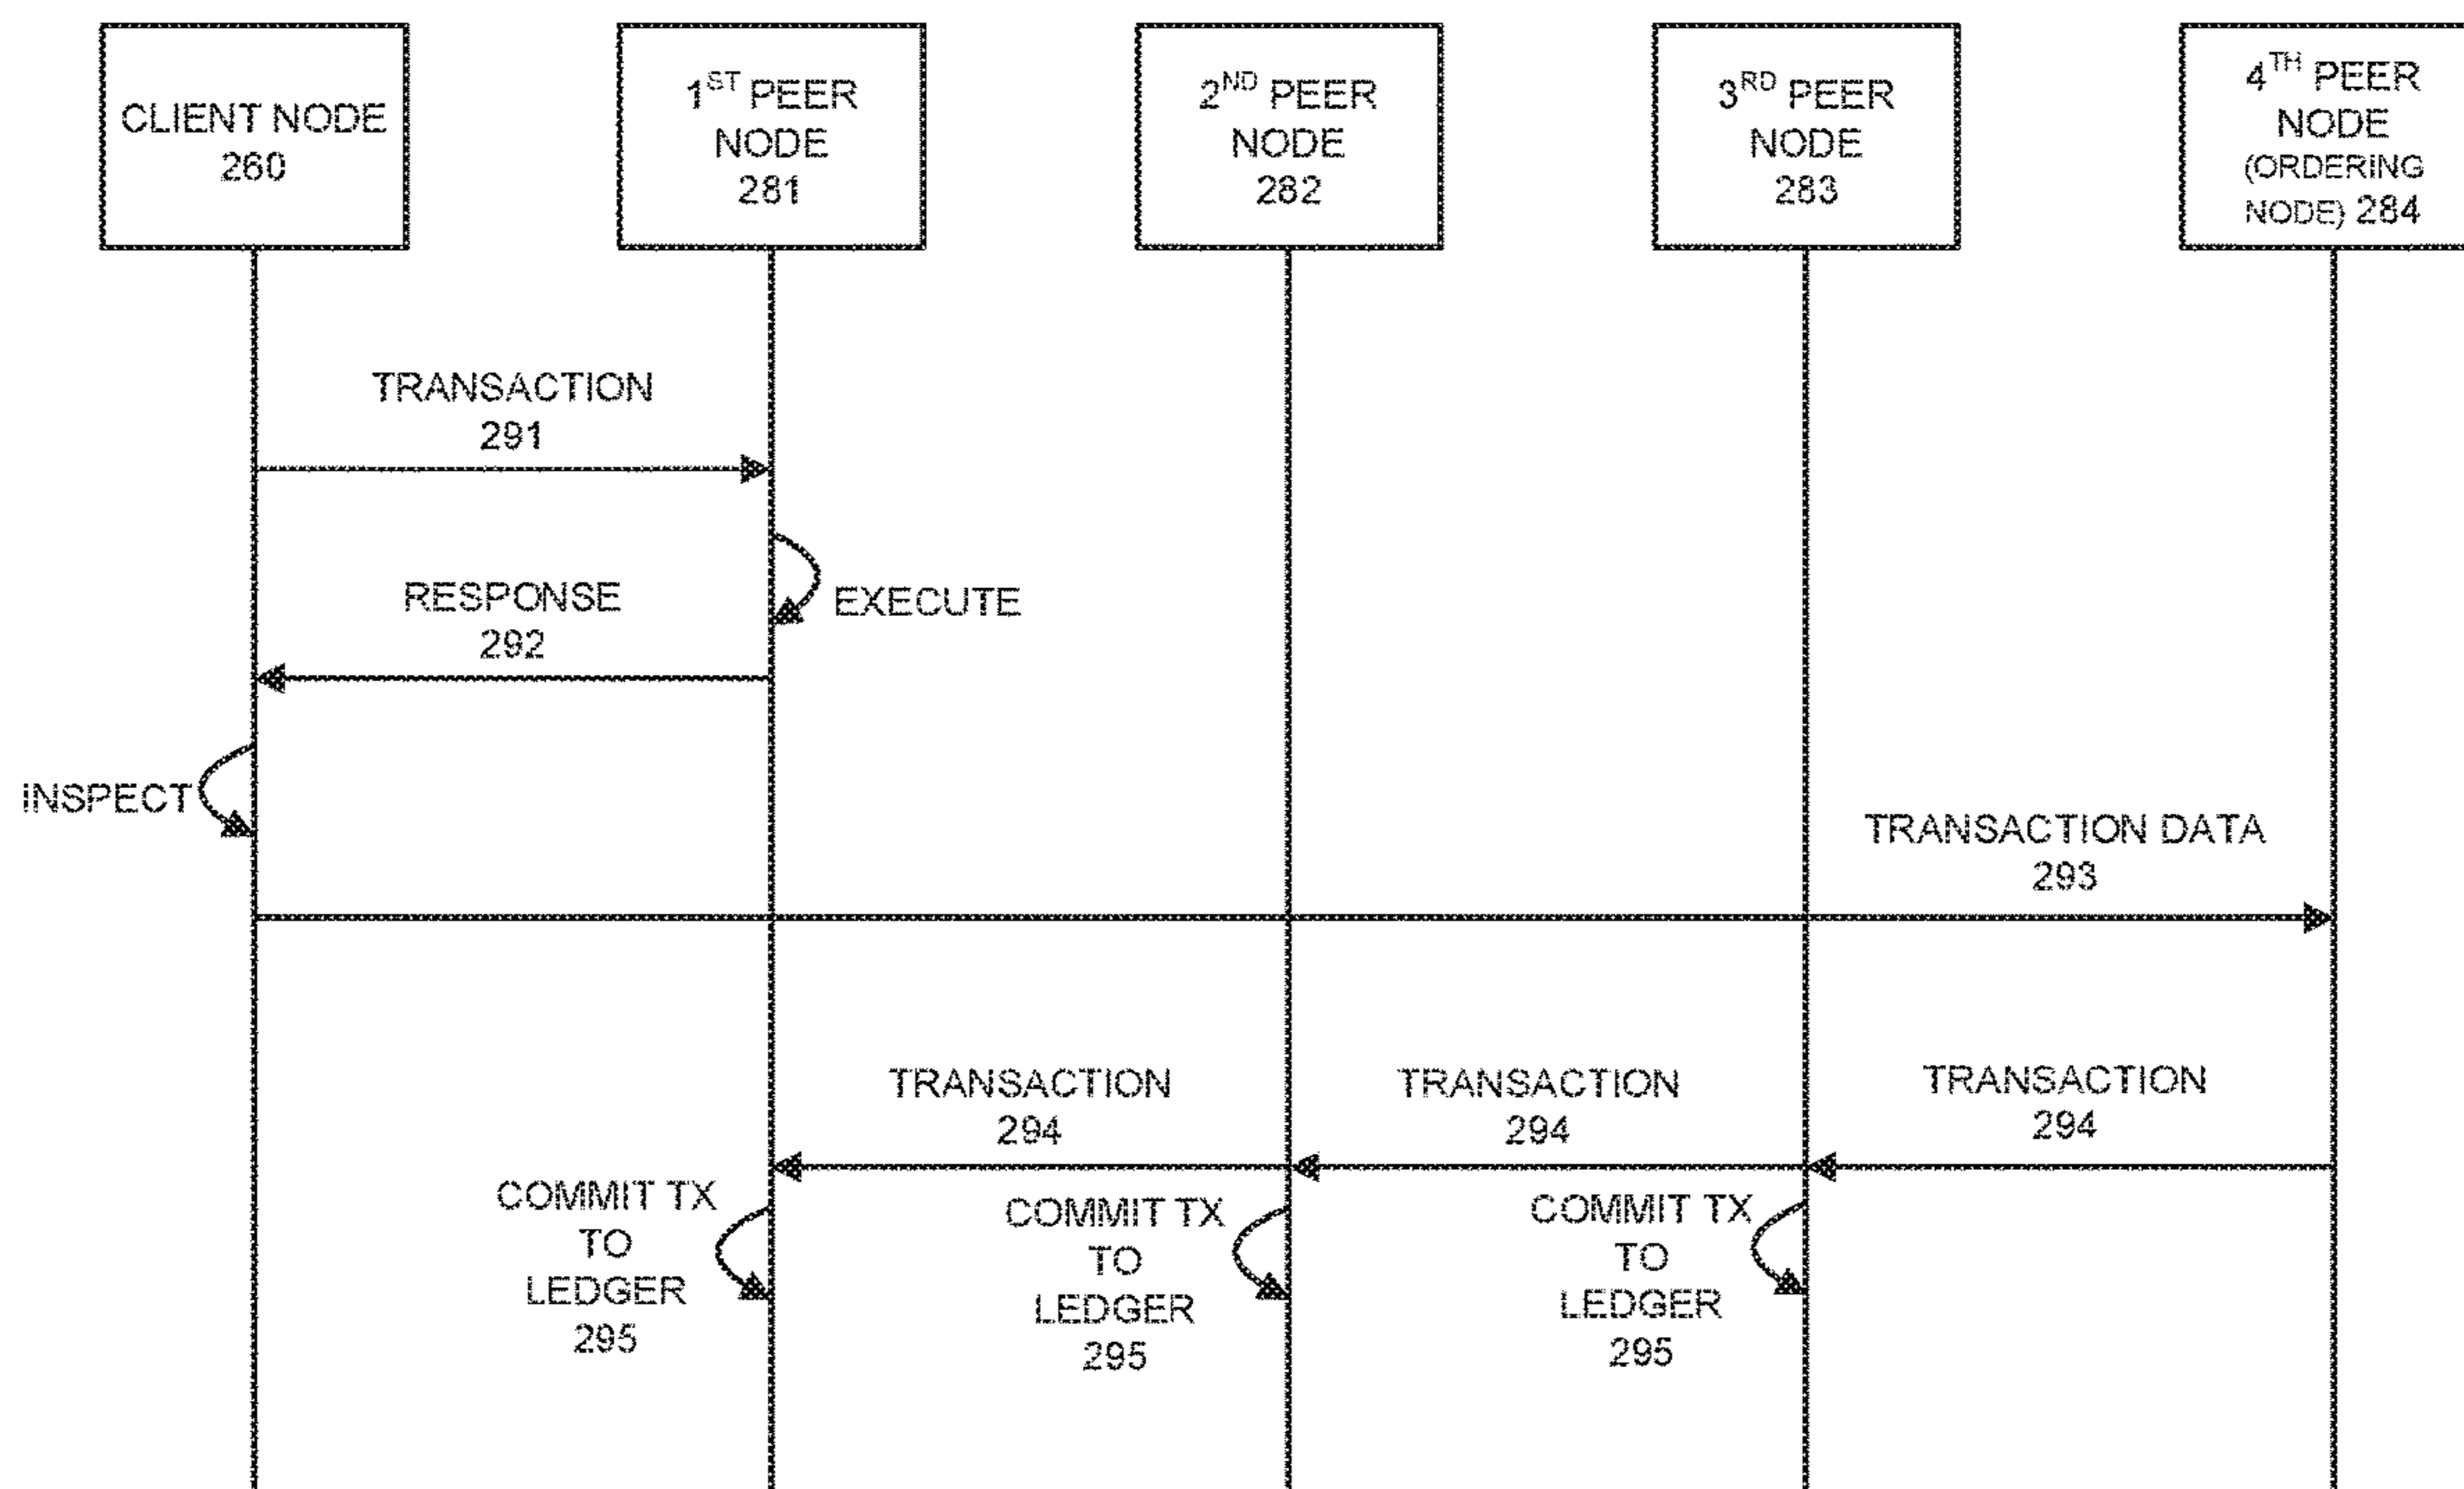 CLIENT NODE
260
1ST PEER
NODE
281
2ND PEER
NODE
282
3RD PEER
NODE
283
4TH PEER
NODE
(ORDERING
NODE) 284
TRANSACTION
291
EXECUTE
RESPONSE
292
INSPECT
TRANSACTION DATA
293
TRANSACTION
294
TRANSACTION
294
TRANSACTION
294
COMMIT TX
TO
LEDGER
295
COMMIT TX
TO
LEDGER
295
COMMIT TX
TO
LEDGER
295